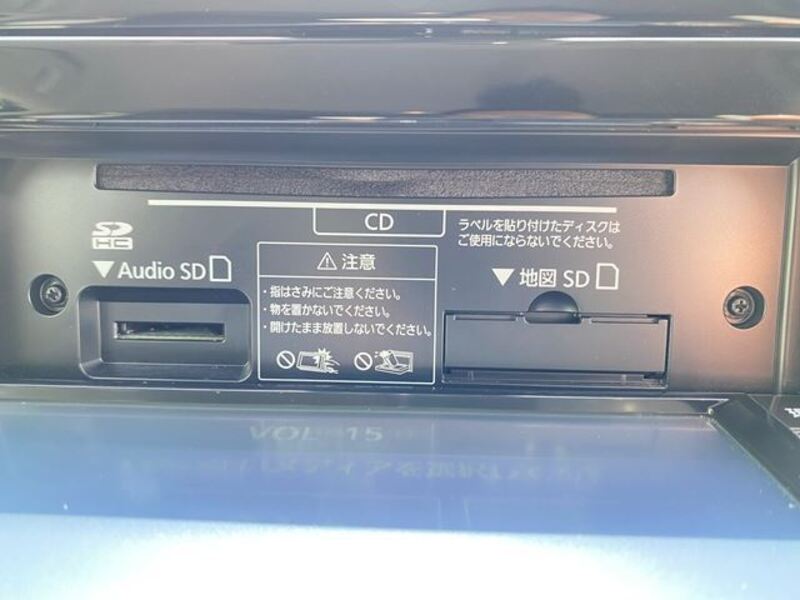 CD
ラベルを貼り付けたディスクは
ご使用にならないでください。
SD
HC
▼Audio SD
⚠注意
・指はさみにご注意ください。
・物を置かないでください。
・開けたまま放置しないでください。
▼地図 SD
VOL 15